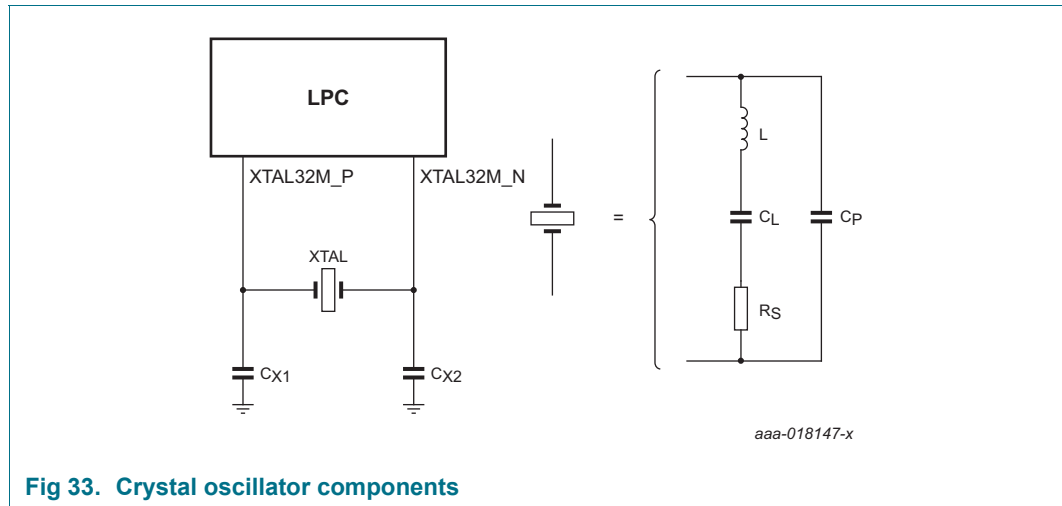 LPC
XTAL32M_P
XTAL32M_N
XTAL
CX1
CX2
=
L
CL
CP
RS
aaa-018147-x
Fig 33. Crystal oscillator components